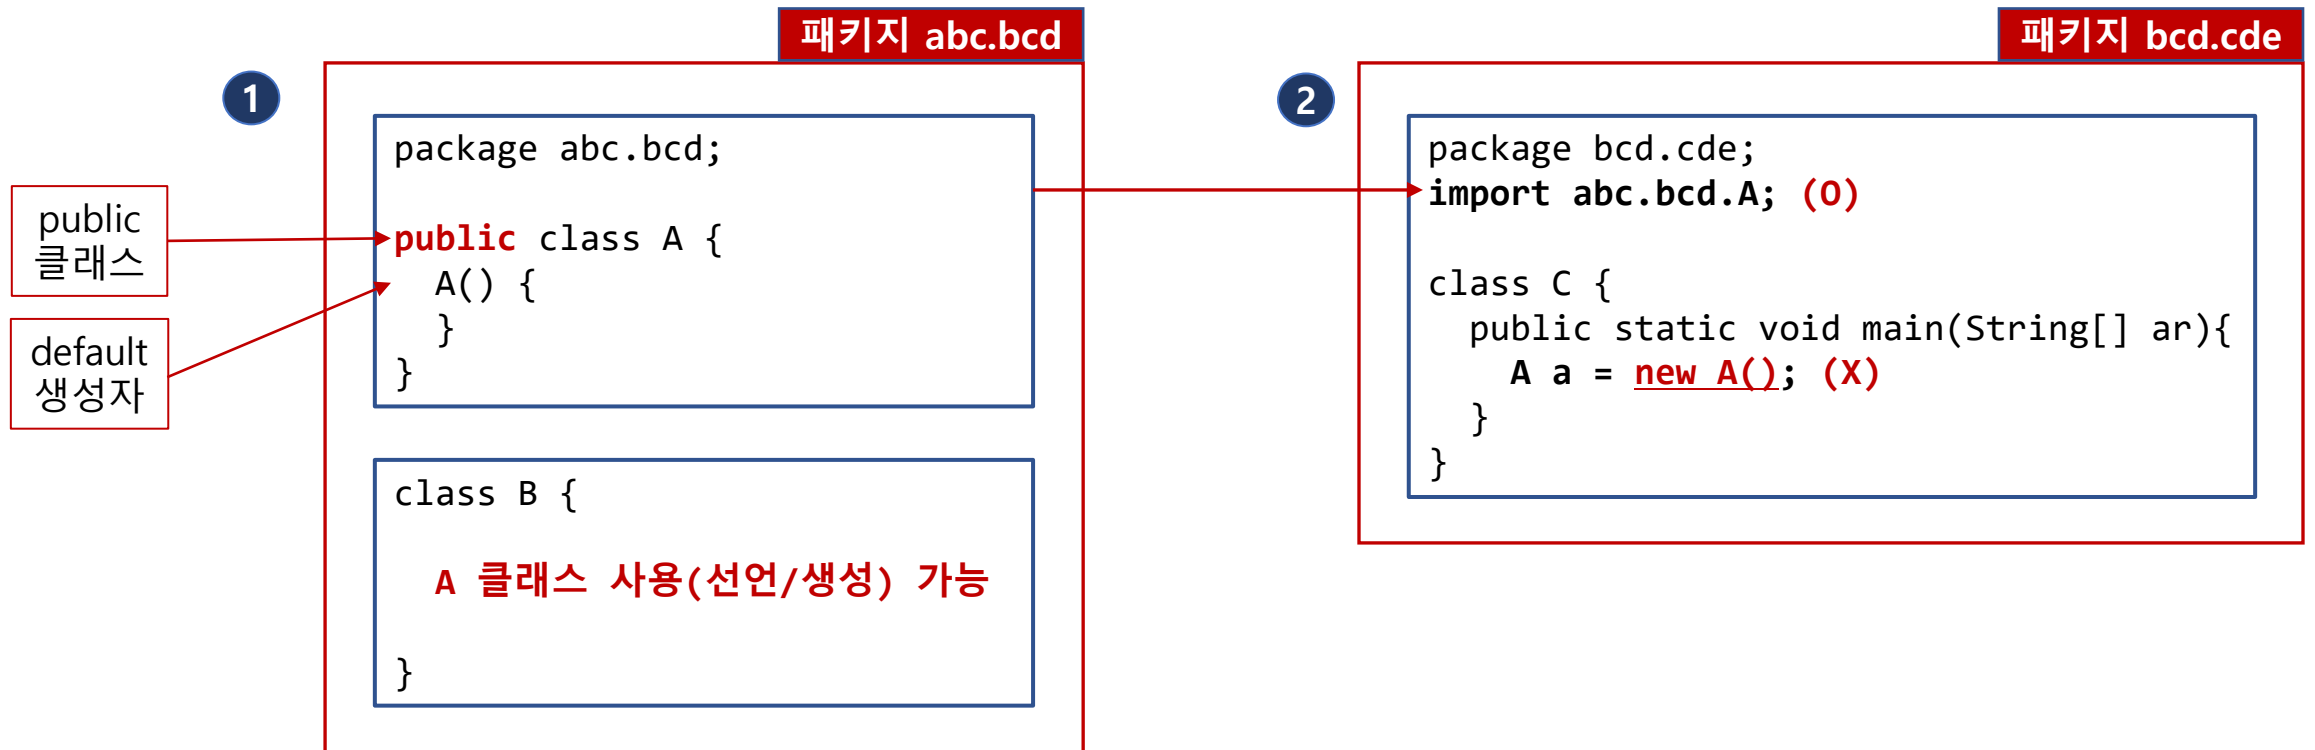 패키지 abc.bcd
1
public
클래스
default
생성자
package abc.bcd;
public class A {
A() {
}
}
class B {
A 클래스 사용(선언/생성) 가능
}
패키지 bcd.cde
2
package bcd.cde;
import abc.bcd.A; (O)
class C {
public static void main(String[] ar){
A a = new A(); (X)
}
}